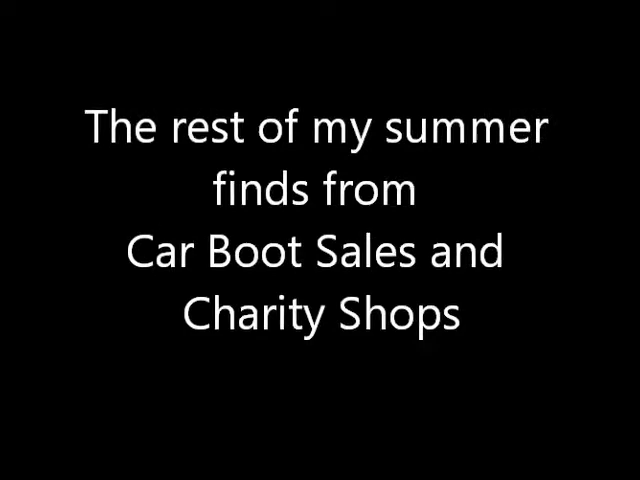 The rest of my summer
finds from
Car Boot Sales and
Charity Shops